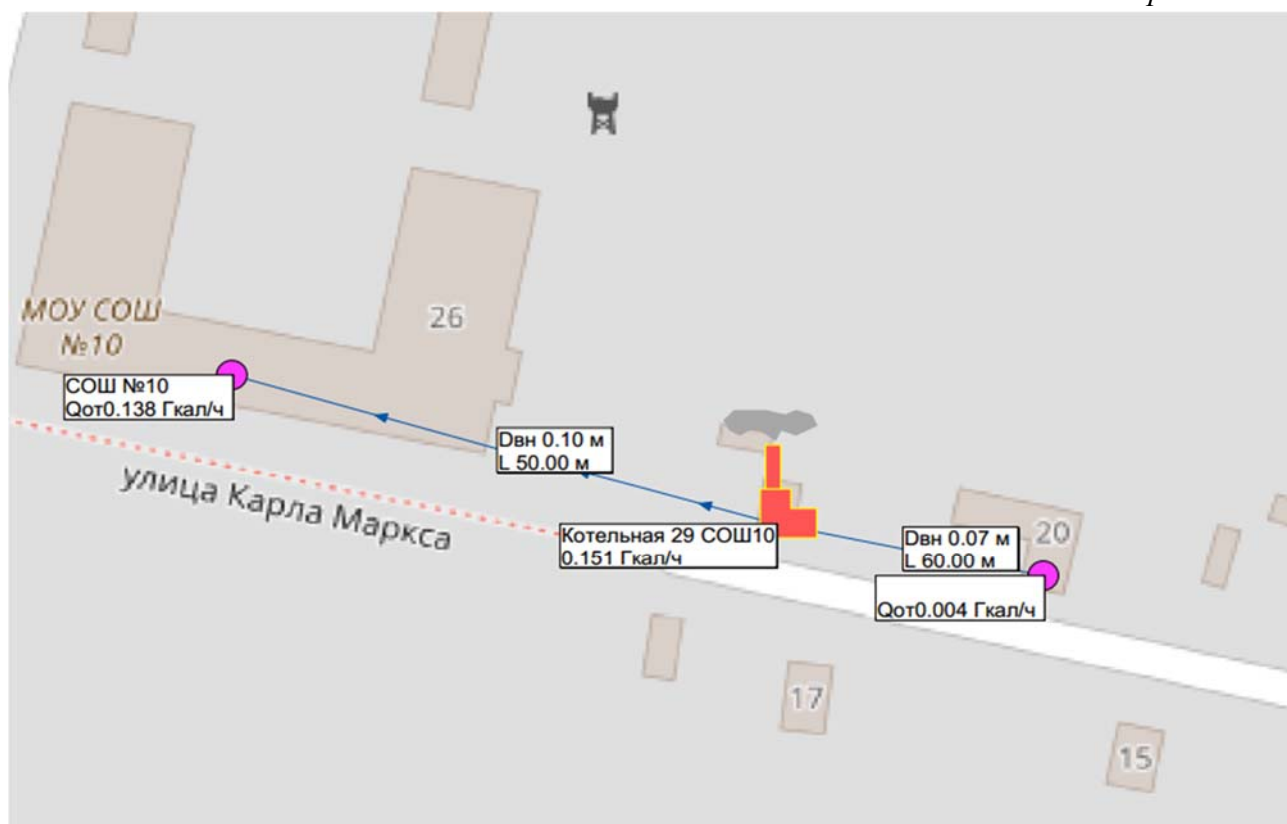 26
МОУ СОШ
№10
СОШ №10
Qот0.138 Гкал/ч
Dвн 0.10 м
L 50.00 м
улица Карла Маркса
Котельная 29 СОШ10
0.151 Гкал/ч
Dвн 0.07 м
L 60.00 м
20
Qот0.004 Гкал/ч
17
15